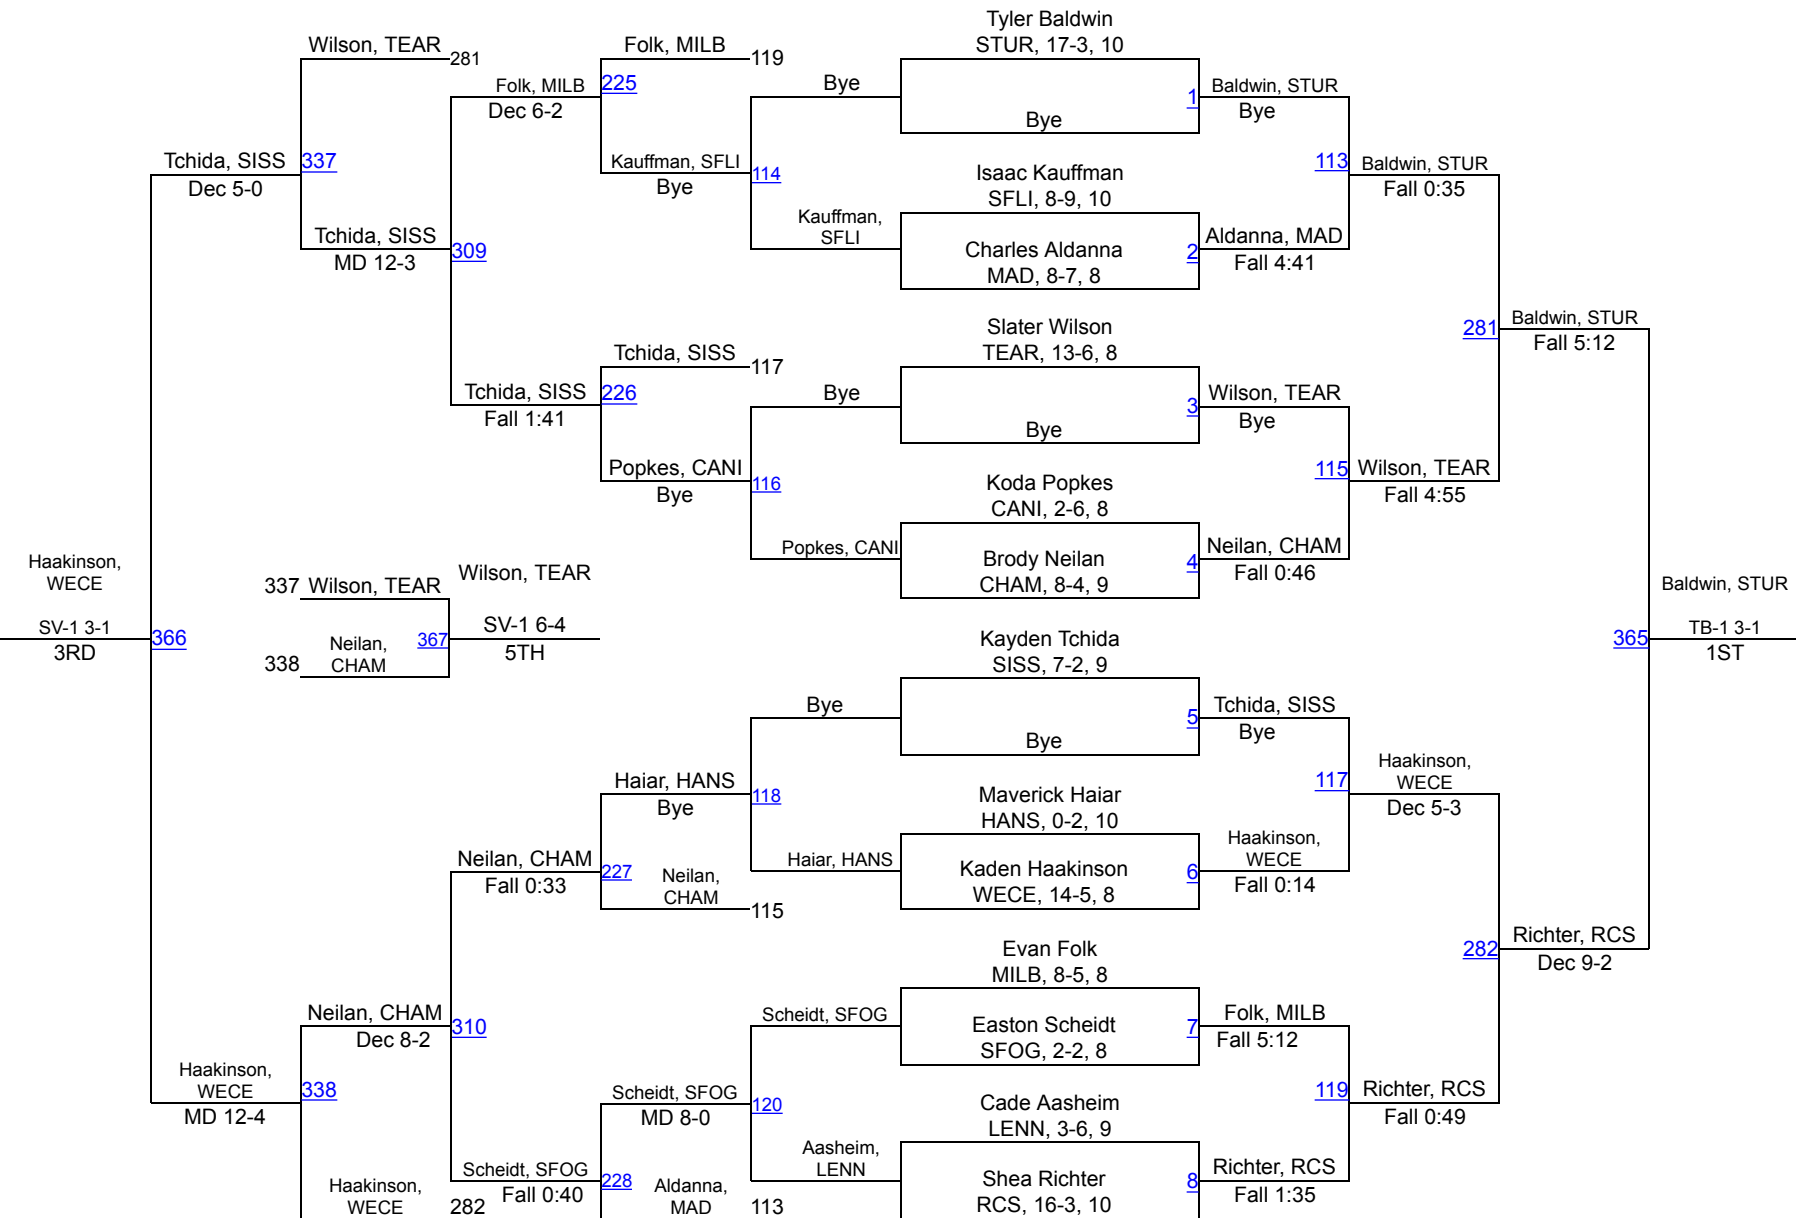 Tyler Baldwin
STUR, 17-3, 10
Wilson, TEAR
281
Folk, MILB
119
Folk, MILB
225
Dec 6-2
Bye
1
Baldwin, STUR
Bye
Bye
Tchida, SISS
337
Dec 5-0
Kauffman, SFLI
114
Bye
Isaac Kauffman
SFLI, 8-9, 10
113
Baldwin, STUR
Fall 0:35
Tchida, SISS
309
MD 12-3
Kauffman,
SFLI
Charles Aldanna
MAD, 8-7, 8
2
Aldanna, MAD
Fall 4:41
Slater Wilson
TEAR, 13-6, 8
281
Baldwin, STUR
Fall 5:12
Tchida, SISS
117
Tchida, SISS
226
Fall 1:41
Bye
3
Wilson, TEAR
Bye
Bye
Popkes, CANI
116
Bye
Koda Popkes
CANI, 2-6, 8
115
Wilson, TEAR
Fall 4:55
Popkes, CANI
Brody Neilan
CHAM, 8-4, 9
4
Neilan, CHAM
Fall 0:46
Haakinson,
WECE
SV-1 3-1
3RD
366
337
Wilson, TEAR
Wilson, TEAR
338
Neilan,
CHAM
367
SV-1 6-4
5TH
Baldwin, STUR
365
TB-1 3-1
1ST
Kayden Tchida
SISS, 7-2, 9
Bye
5
Tchida, SISS
Bye
Bye
Haiar, HANS
118
Bye
Maverick Haiar
HANS, 0-2, 10
117
Haakinson,
WECE
Dec 5-3
Neilan, CHAM
227
Fall 0:33
Neilan,
CHAM
115
Haiar, HANS
Kaden Haakinson
WECE, 14-5, 8
6
Haakinson,
WECE
Fall 0:14
Evan Folk
MILB, 8-5, 8
282
Richter, RCS
Dec 9-2
Neilan, CHAM
310
Dec 8-2
Scheidt, SFOG
Easton Scheidt
SFOG, 2-2, 8
7
Folk, MILB
Fall 5:12
Haakinson,
WECE
338
MD 12-4
Scheidt, SFOG
120
MD 8-0
Cade Aasheim
LENN, 3-6, 9
119
Richter, RCS
Fall 0:49
Haakinson,
WECE
282
Scheidt, SFOG
228
Fall 0:40
Aldanna,
MAD
113
Aasheim,
LENN
Shea Richter
RCS, 16-3, 10
8
Richter, RCS
Fall 1:35